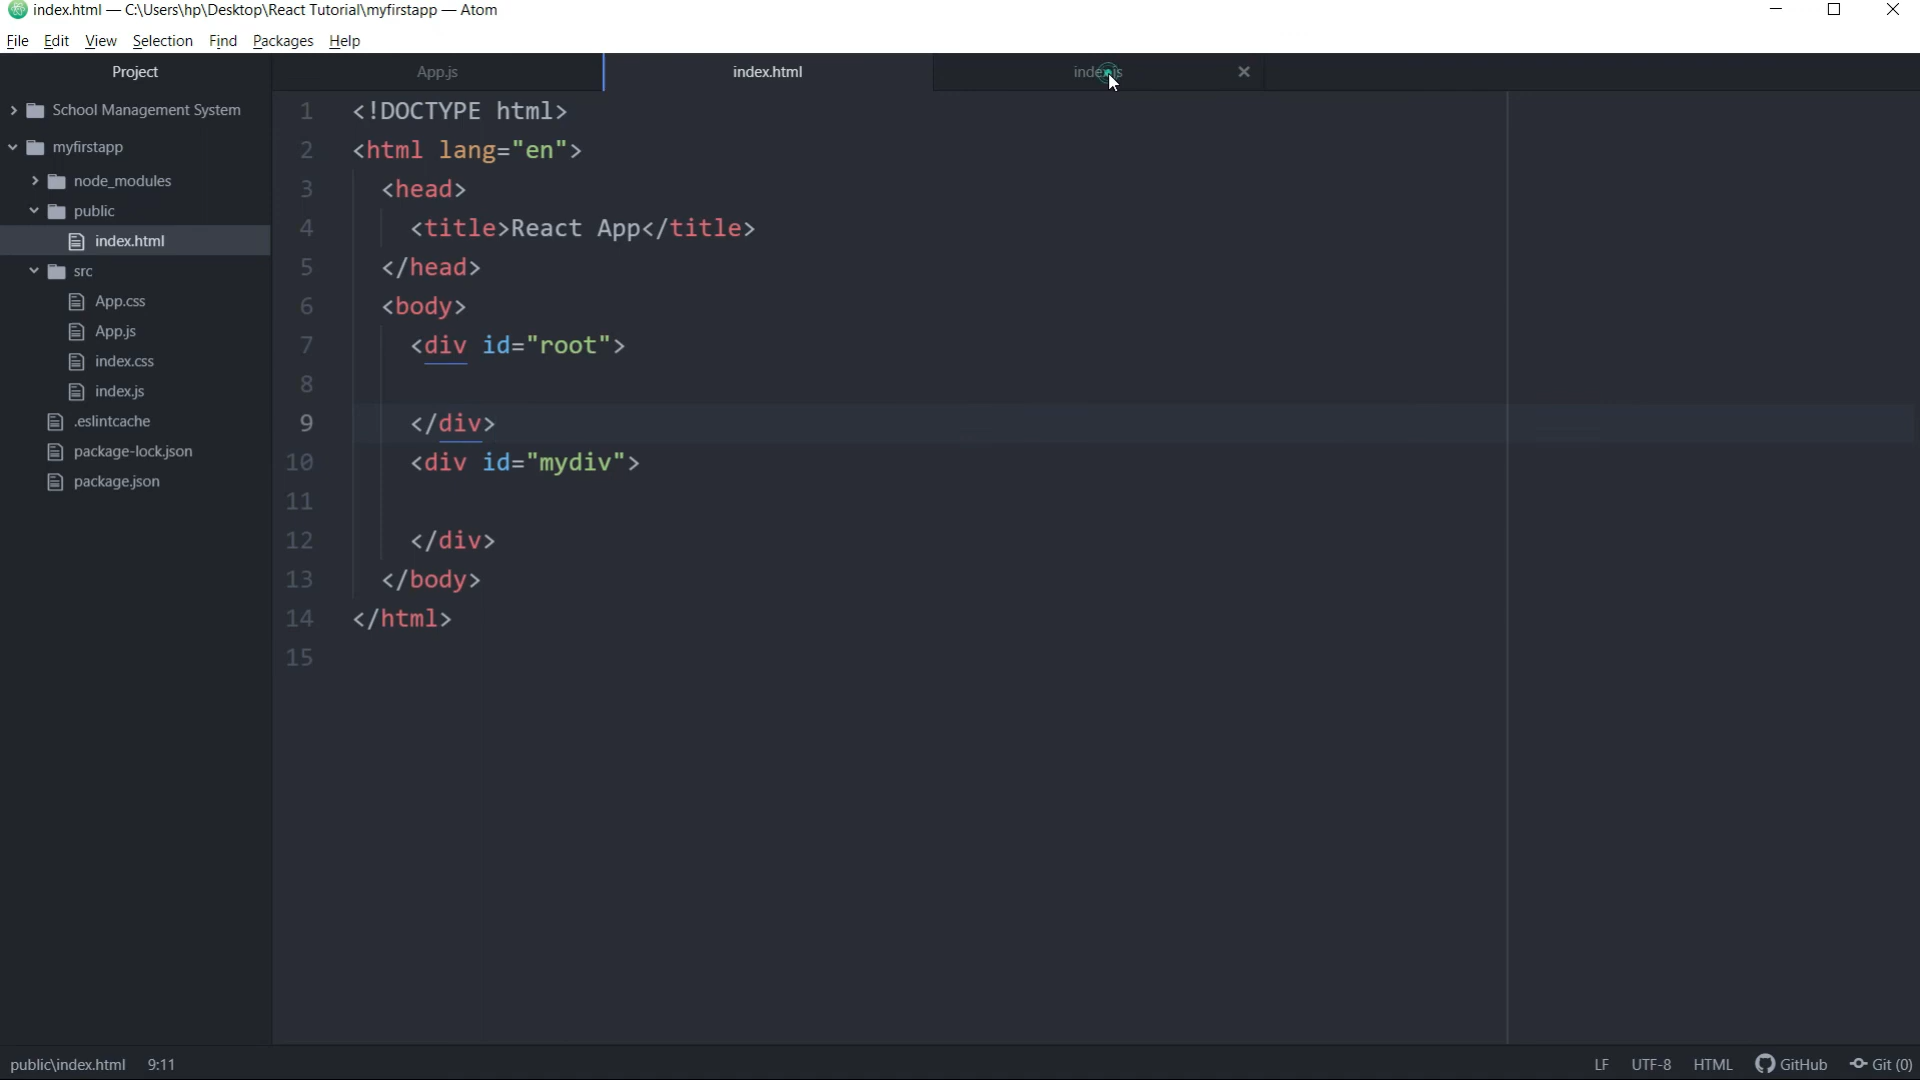 index.html — C:\Users\hp\Desktop\React Tutorial\myfirstapp — Atom
File Edit View Selection Find Packages Help
Project
App.js
index.html
index.js
School Management System
myfirstapp
node_modules
public
index.html
src
App.css
App.js
index.css
index.js
.eslintcache
package-lock.json
package.json
1 <!DOCTYPE html>
2 <html lang="en">
3 <head>
4 <title>React App</title>
5 </head>
6 <body>
7 <div id="root">
8
9 </div>
10 <div id="mydiv">
11
12 </div>
13 </body>
14 </html>
15
public\index.html 9:11
LF UTF-8 HTML GitHub Git (0)